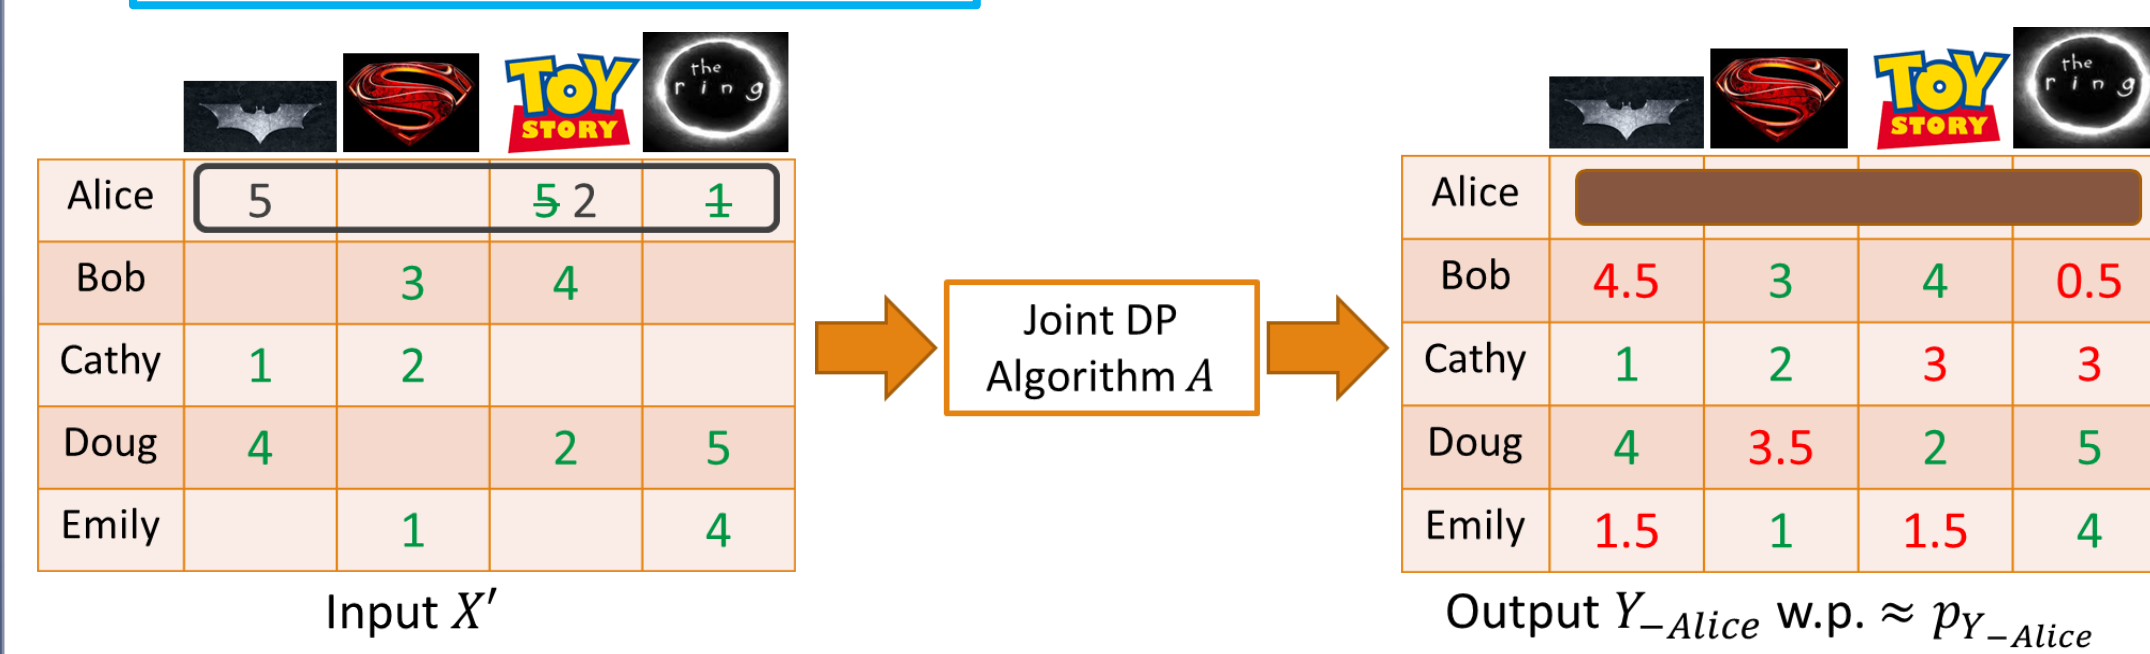 TOY
STORY
the
ring
TOY
STORY
the
ring
Alice 5 5 2 1
Bob 3 4
Cathy 1 2
Doug 4 2 5
Emily 1 4
Input X′
Joint DP
Algorithm A
Alice
Bob 4.5 3 4 0.5
Cathy 1 2 3 3
Doug 4 3.5 2 5
Emily 1.5 1 1.5 4
Output Y_−Alice w.p. ≈ p_Y_−Alice